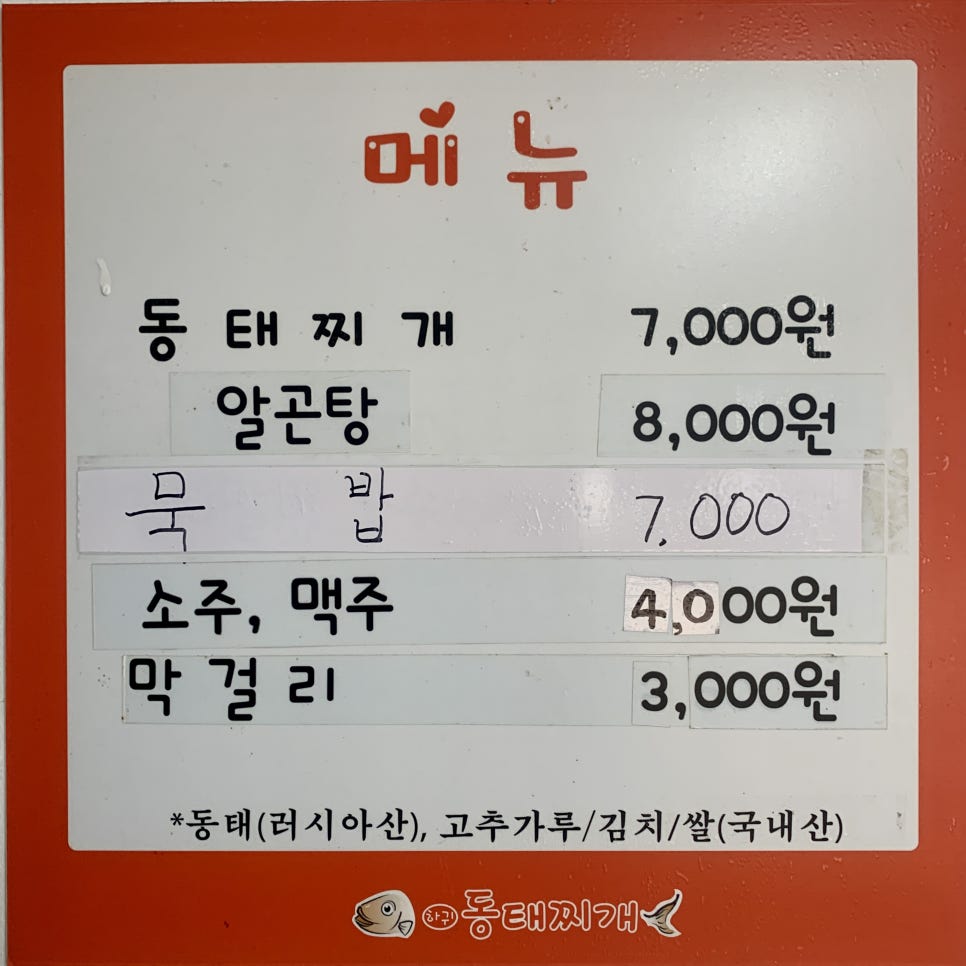 메뉴
동태찌개 7,000원
알곤탕 8,000원
묵 밥 7,000
소주, 맥주 4,000원
막걸리 3,000원
*동태(러시아산), 고추가루/김치/쌀(국내산)
하귀 동태찌개